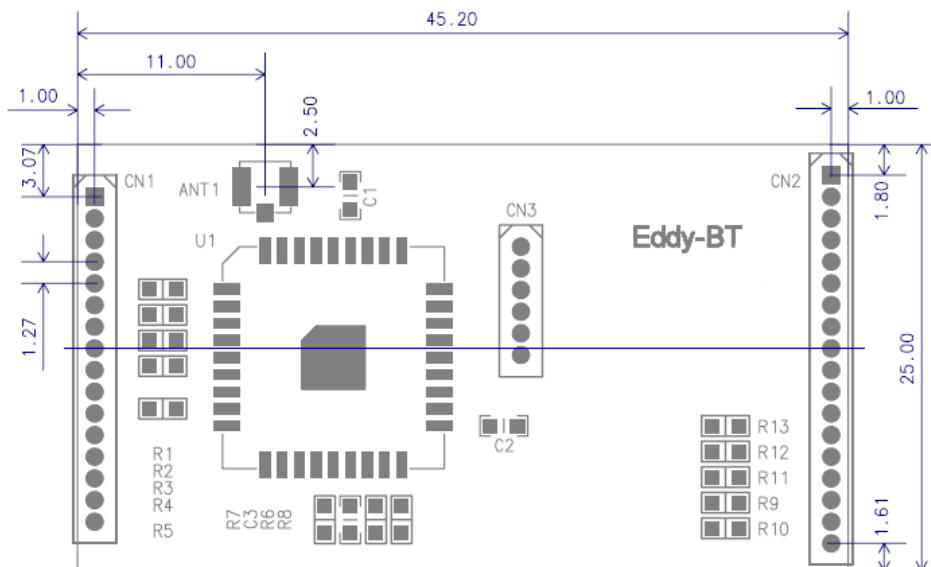 45.20
11.00
1.00
2.50
1.00
3.07
CN1
ANT1
C1
CN2
1.80
CN3
U1
Eddy-BT
1.27
25.00
C2
R13
R12
R11
R9
R10
R1
R2
R3
R4
R5
R7
C3
R6
R8
1.61